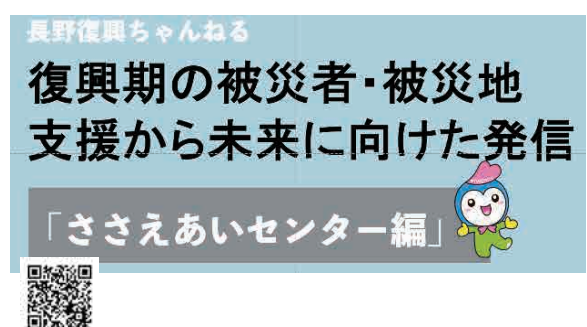 長野復興ちゃんねる
復興期の被災者・被災地
支援から未来に向けた発信
「ささえあいセンター編」